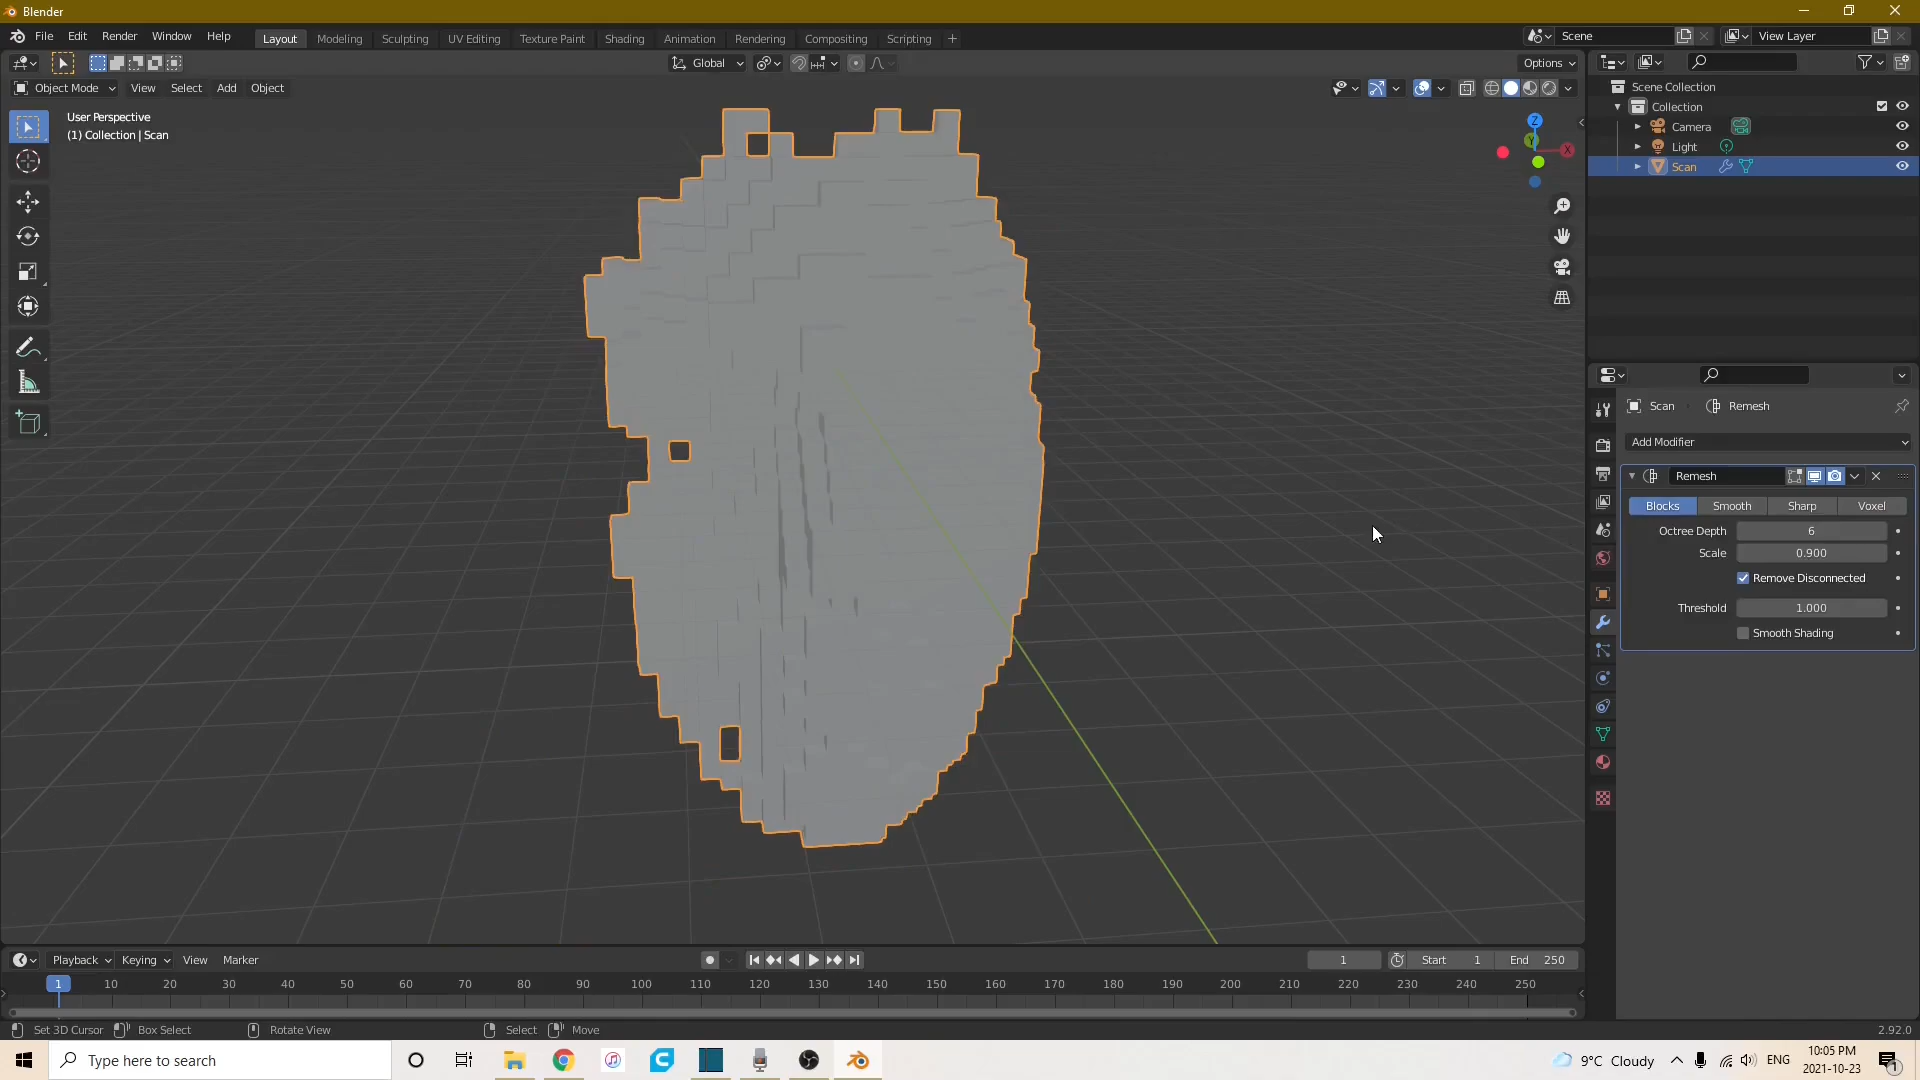 Blender
File Edit Render Window Help
Layout Modeling Sculpting UV Editing Texture Paint Shading Animation Rendering Compositing Scripting +
Scene
View Layer
Global
Options
Object Mode View Select Add Object
User Perspective
(1) Collection | Scan
Z
Y
X
Scene Collection
Collection
Camera
Light
Scan
Scan Remesh
Add Modifier
Remesh
Blocks Smooth Sharp Voxel
Octree Depth 6
Scale 0.900
Remove Disconnected
Threshold 1.000
Smooth Shading
Playback Keying View Marker
1 Start 1 End 250
1 10 20 30 40 50 60 70 80 90 100 110 120 130 140 150 160 170 180 190 200 210 220 230 240 250
Set 3D Cursor Box Select Rotate View Select Move 2.92.0
Type here to search
9°C Cloudy ENG 10:05 PM
2021-10-23
1